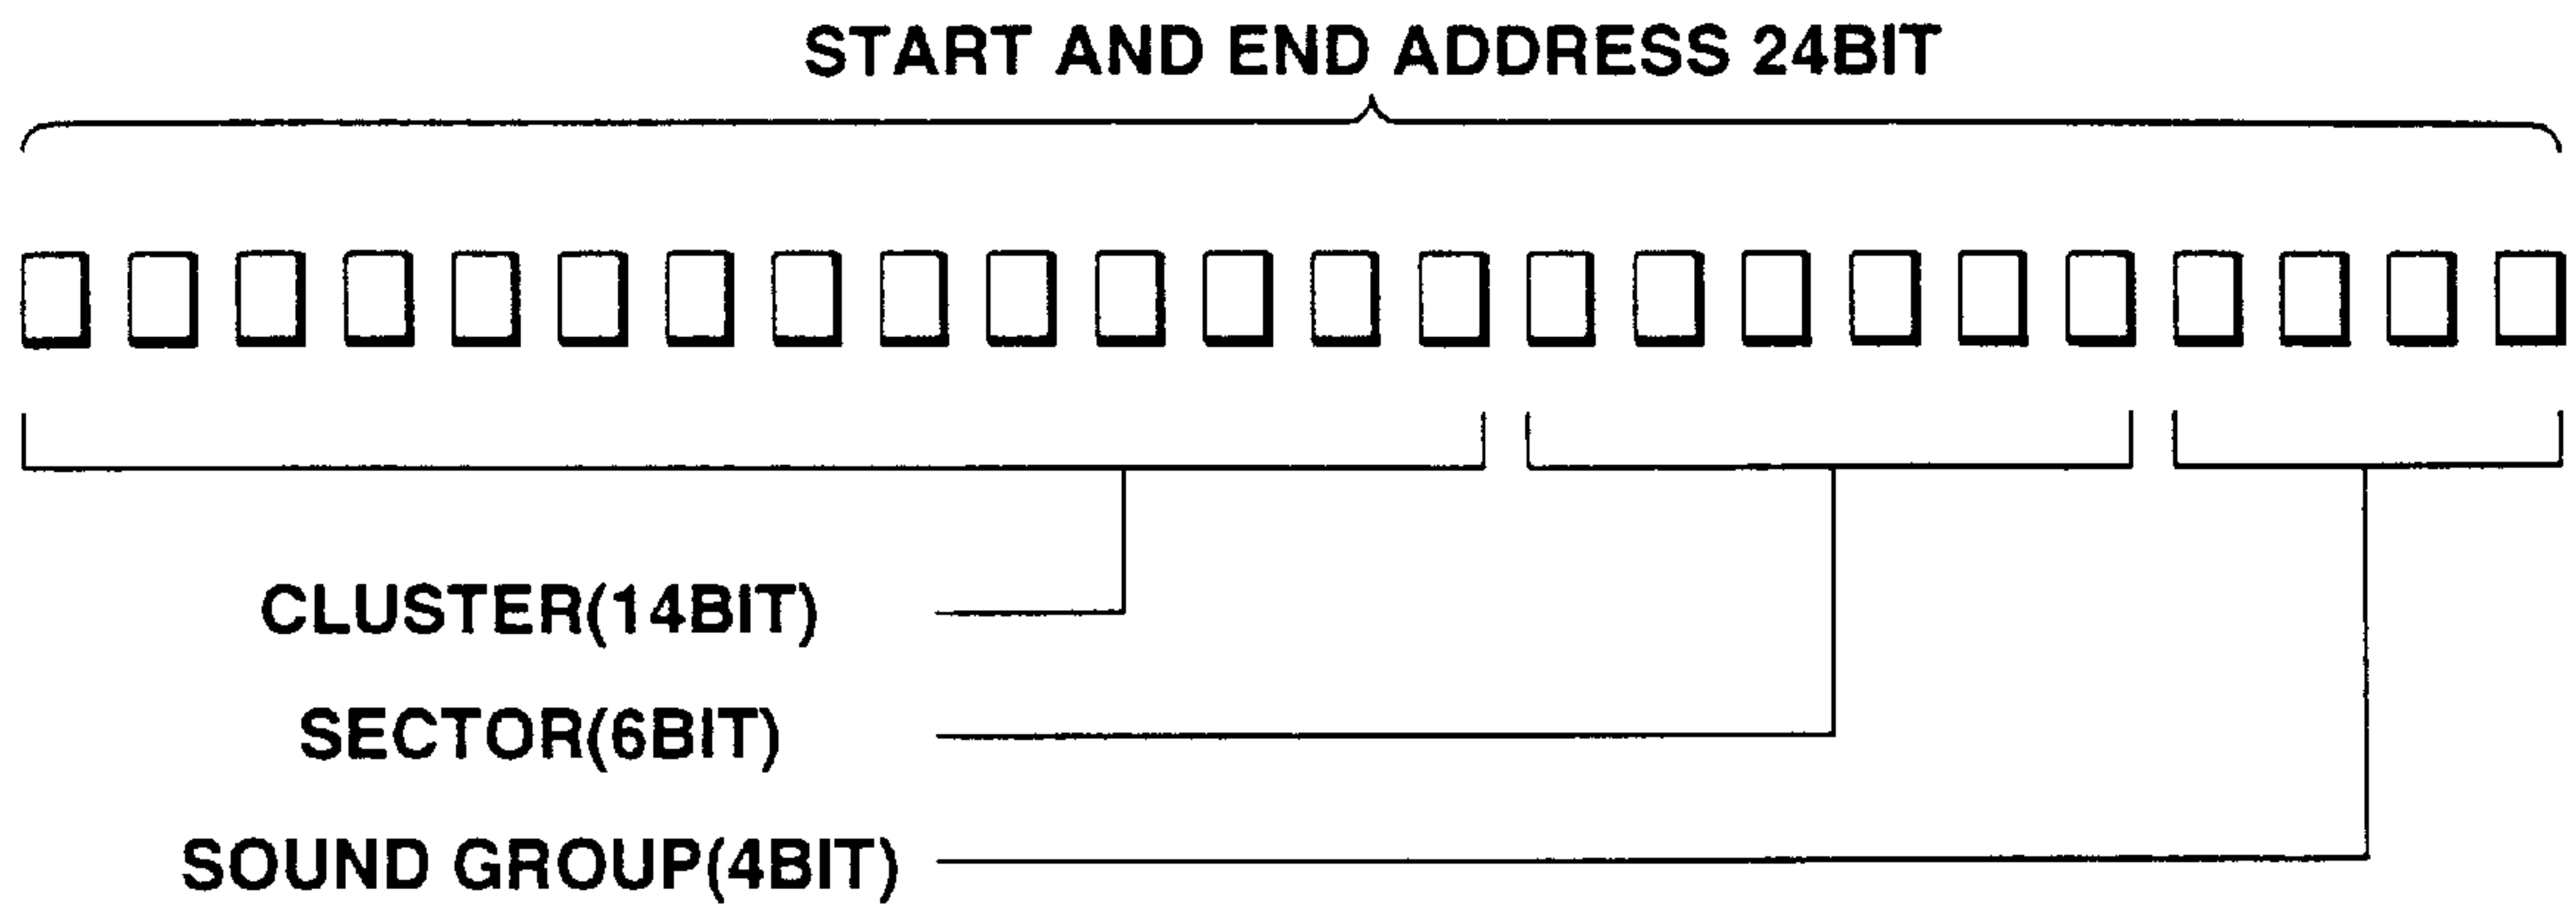 START AND END ADDRESS 24BIT
CLUSTER(14BIT)
SECTOR(6BIT)
SOUND GROUP(4BIT)